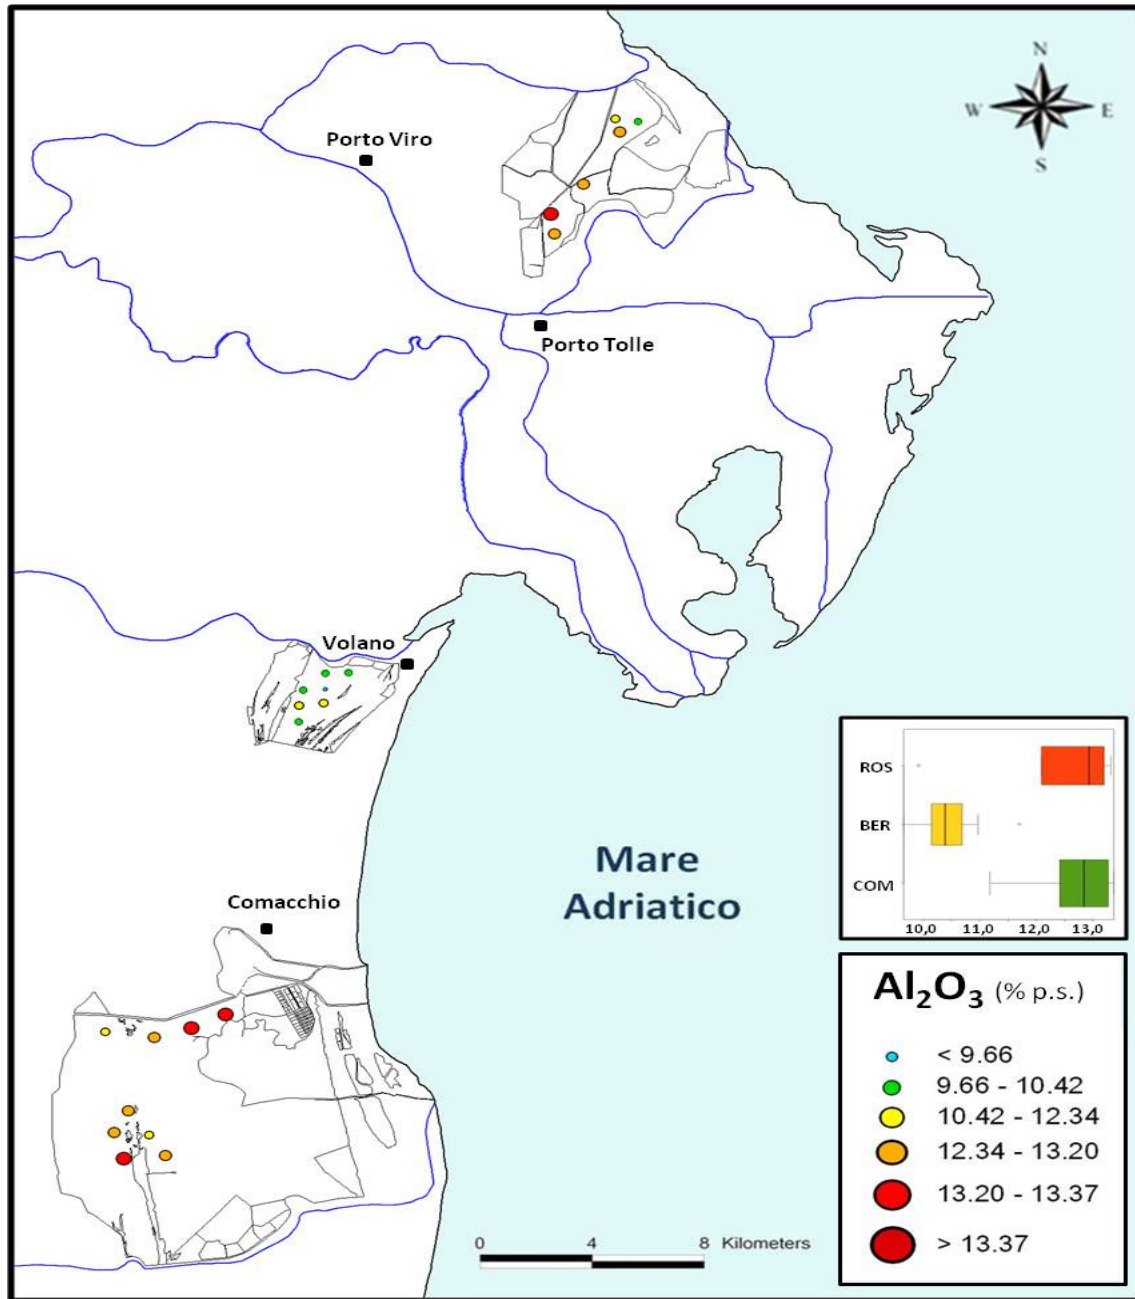 N
W E
S
Porto Viro
Porto Tolle
Volano
Comacchio
Mare
Adriatico
ROS
BER
COM
10,0 11,0 12,0 13,0
Al₂O₃ (% p.s.)
< 9.66
9.66 - 10.42
10.42 - 12.34
12.34 - 13.20
13.20 - 13.37
> 13.37
0 4 8 Kilometers